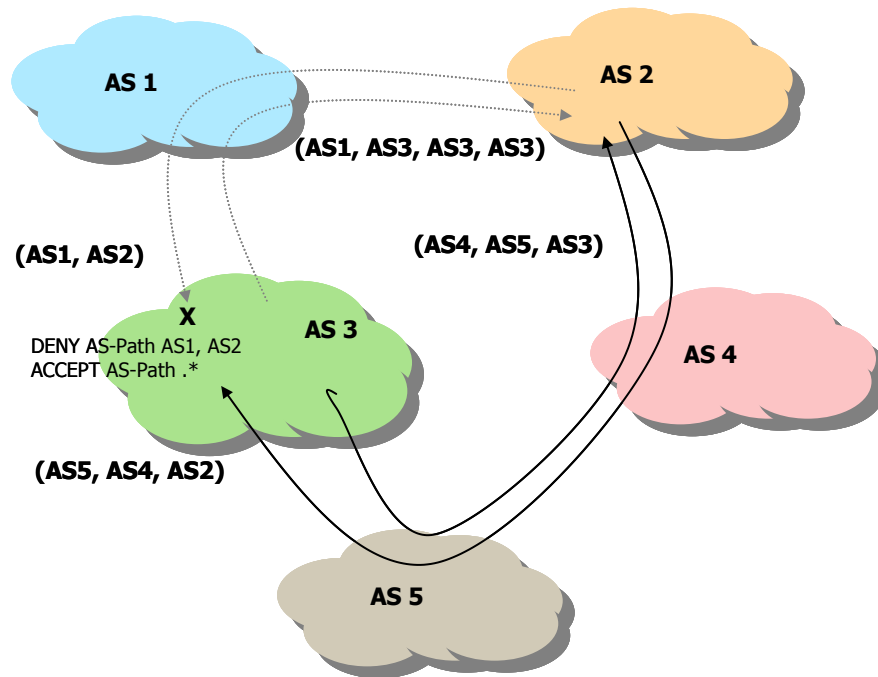 AS 1
AS 2
(AS1, AS3, AS3, AS3)
(AS1, AS2)
(AS4, AS5, AS3)
X
AS 3
DENY AS-Path AS1, AS2
ACCEPT AS-Path .*
AS 4
(AS5, AS4, AS2)
AS 5